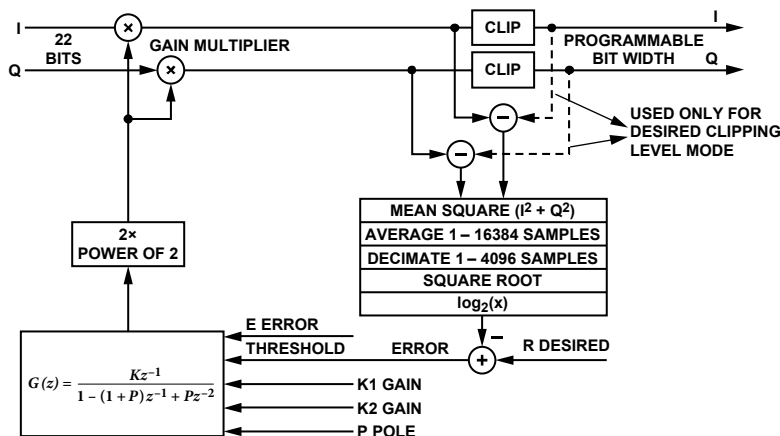 I
22
BITS
Q
GAIN MULTIPLIER
×
×
CLIP
CLIP
I
PROGRAMMABLE
BIT WIDTH
Q
–
–
USED ONLY FOR
DESIRED CLIPPING
LEVEL MODE
MEAN SQUARE (I² + Q²)
AVERAGE 1 – 16384 SAMPLES
DECIMATE 1 – 4096 SAMPLES
SQUARE ROOT
log₂(x)
2×
POWER OF 2
–
+
R DESIRED
ERROR
E ERROR
THRESHOLD
K1 GAIN
K2 GAIN
P POLE
G(z) = Kz⁻¹ / 1 – (1 + P)z⁻¹ + Pz⁻²